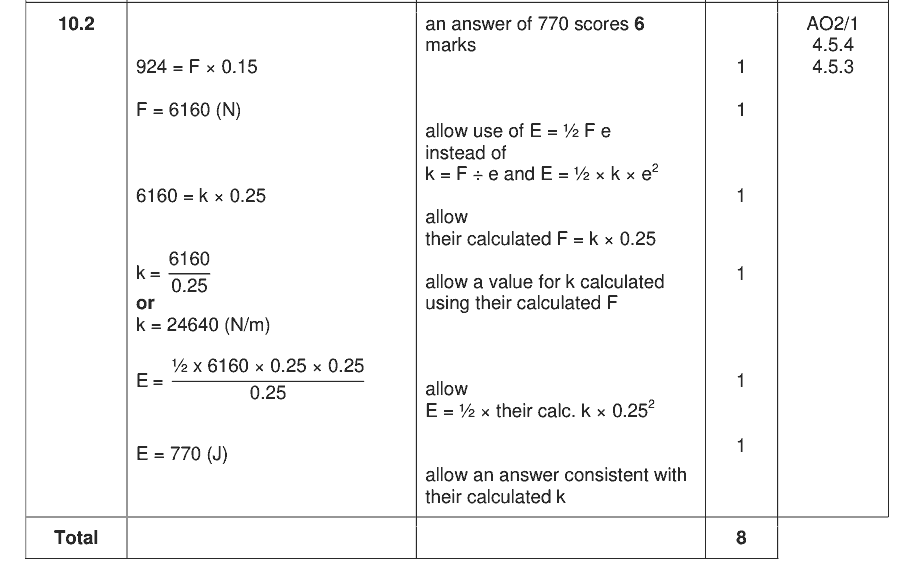 10.2
an answer of 770 scores 6
marks
AO2/1
4.5.4
4.5.3
924 = F × 0.15
1
F = 6160 (N)
1
allow use of E = ½ F e
instead of
k = F ÷ e and E = ½ × k × e²
6160 = k × 0.25
1
allow
their calculated F = k × 0.25
k = 6160
0.25
or
k = 24640 (N/m)
allow a value for k calculated
using their calculated F
1
E = ½ x 6160 × 0.25 × 0.25
0.25
1
allow
E = ½ × their calc. k × 0.25²
E = 770 (J)
1
allow an answer consistent with
their calculated k
Total
8